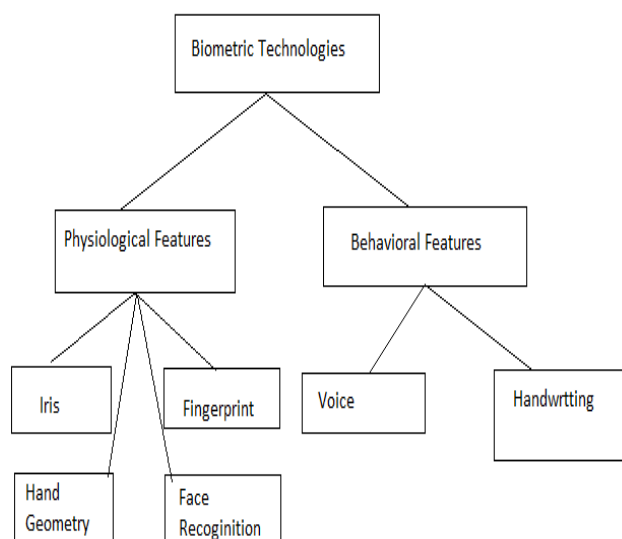 Biometric Technologies
Physiological Features
Behavioral Features
Iris
Fingerprint
Voice
Handwrtting
Hand
Geometry
Face
Recoginition